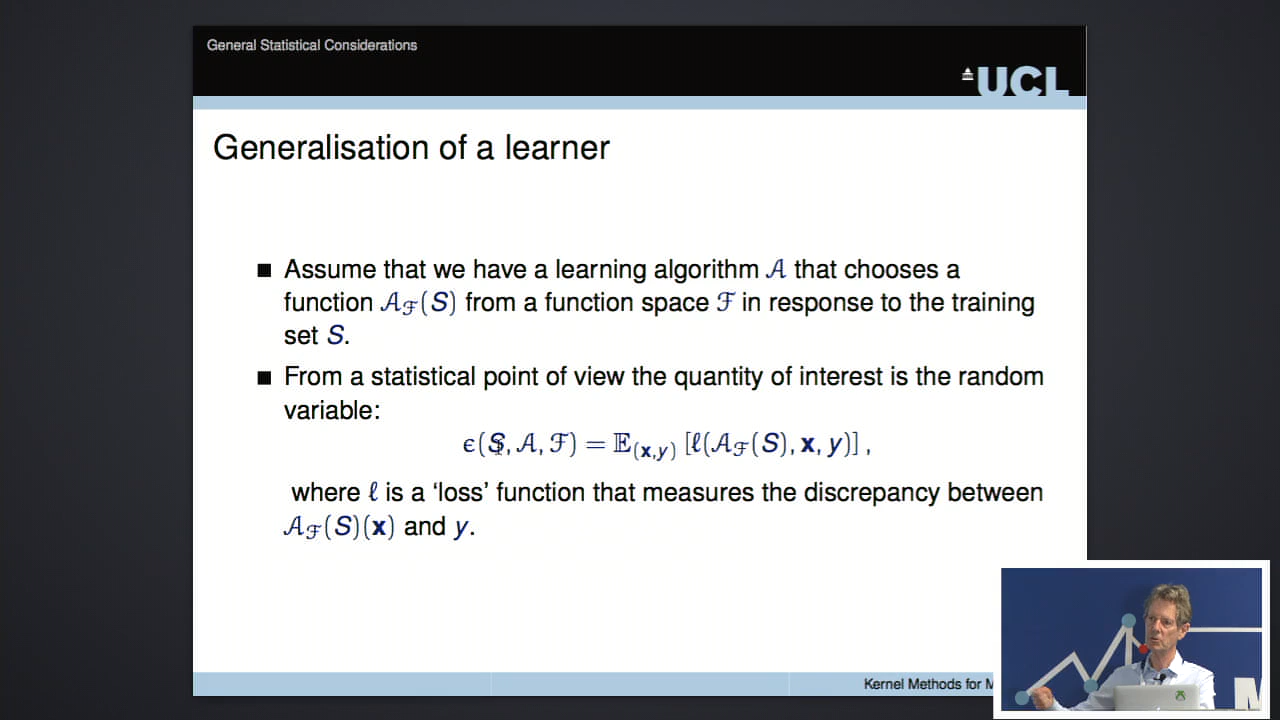 General Statistical Considerations
UCL
Generalisation of a learner
■ Assume that we have a learning algorithm 𝒜 that chooses a
function 𝒜_ℱ(S) from a function space ℱ in response to the training
set S.
■ From a statistical point of view the quantity of interest is the random
variable:
ϵ(S, 𝒜, ℱ) = 𝔼_(x,y) [ℓ(𝒜_ℱ(S), x, y)] ,
where ℓ is a ‘loss’ function that measures the discrepancy between
𝒜_ℱ(S)(x) and y.
Kernel Methods for M
M